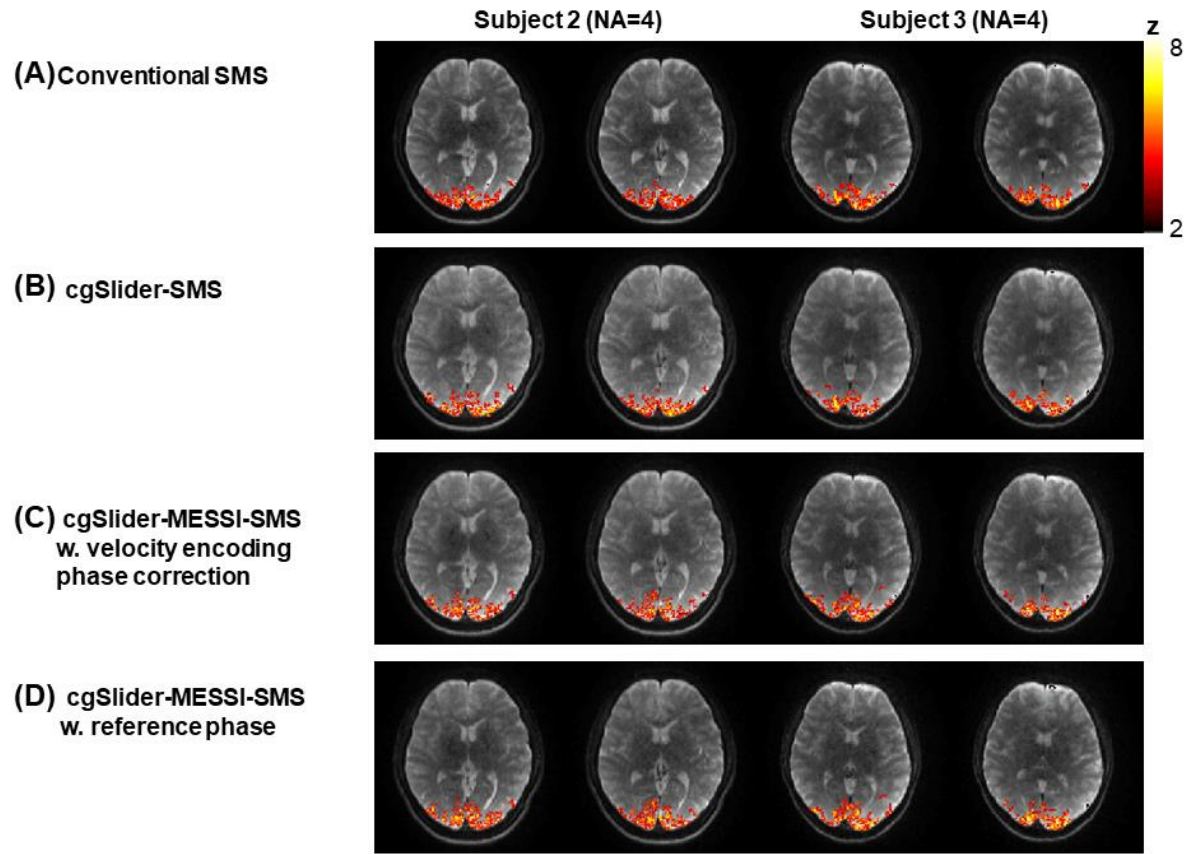 Subject 2 (NA=4) Subject 3 (NA=4)
z
8
(A) Conventional SMS
2
(B) cgSlider-SMS
(C) cgSlider-MESSI-SMS
w. velocity encoding
phase correction
(D) cgSlider-MESSI-SMS
w. reference phase